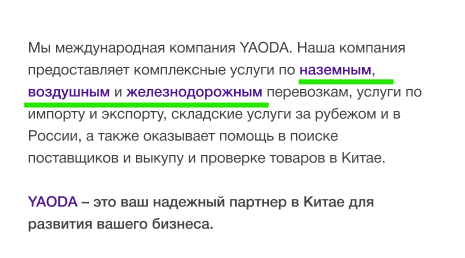 Мы международная компания YAODA. Наша компания
предоставляет комплексные услуги по наземным,
воздушным и железнодорожным перевозкам, услуги по
импорту и экспорту, складские услуги за рубежом и в
России, а также оказывает помощь в поиске
поставщиков и выкупу и проверке товаров в Китае.
YAODA – это ваш надежный партнер в Китае для
развития вашего бизнеса.